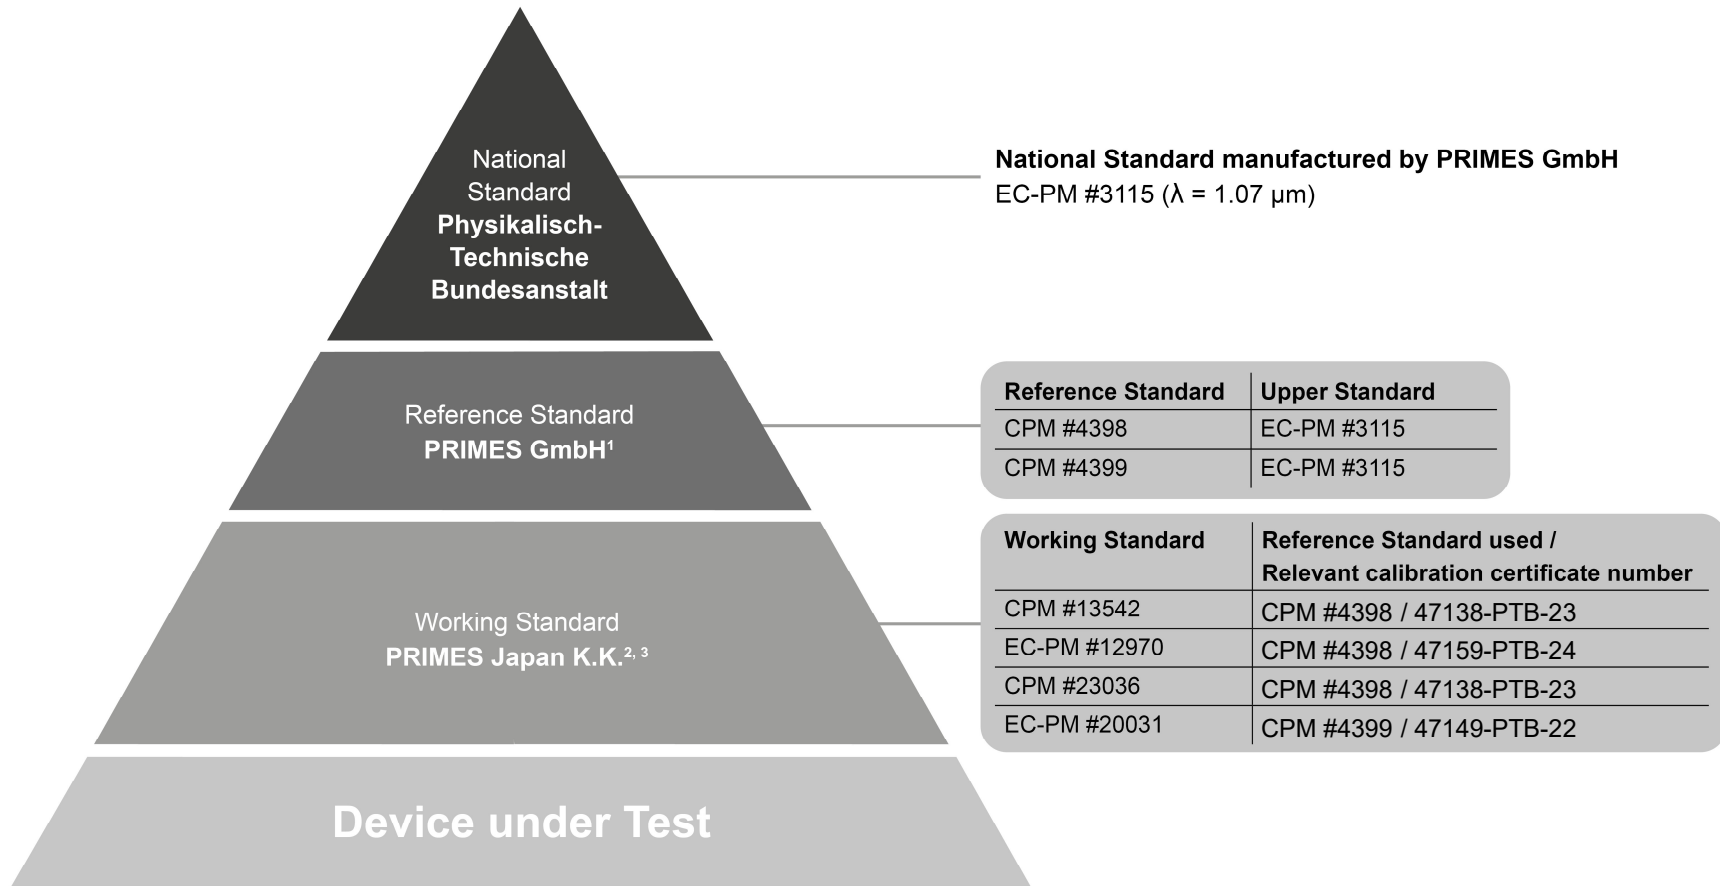 National
Standard
Physikalisch-
Technische
Bundesanstalt
National Standard manufactured by PRIMES GmbH
EC-PM #3115 (λ = 1.07 µm)
Reference Standard
PRIMES GmbH¹
Reference Standard Upper Standard
CPM #4398 EC-PM #3115
CPM #4399 EC-PM #3115
Working Standard
PRIMES Japan K.K.², ³
Working Standard Reference Standard used /
Relevant calibration certificate number
CPM #13542 CPM #4398 / 47138-PTB-23
EC-PM #12970 CPM #4398 / 47159-PTB-24
CPM #23036 CPM #4398 / 47138-PTB-23
EC-PM #20031 CPM #4399 / 47149-PTB-22
Device under Test